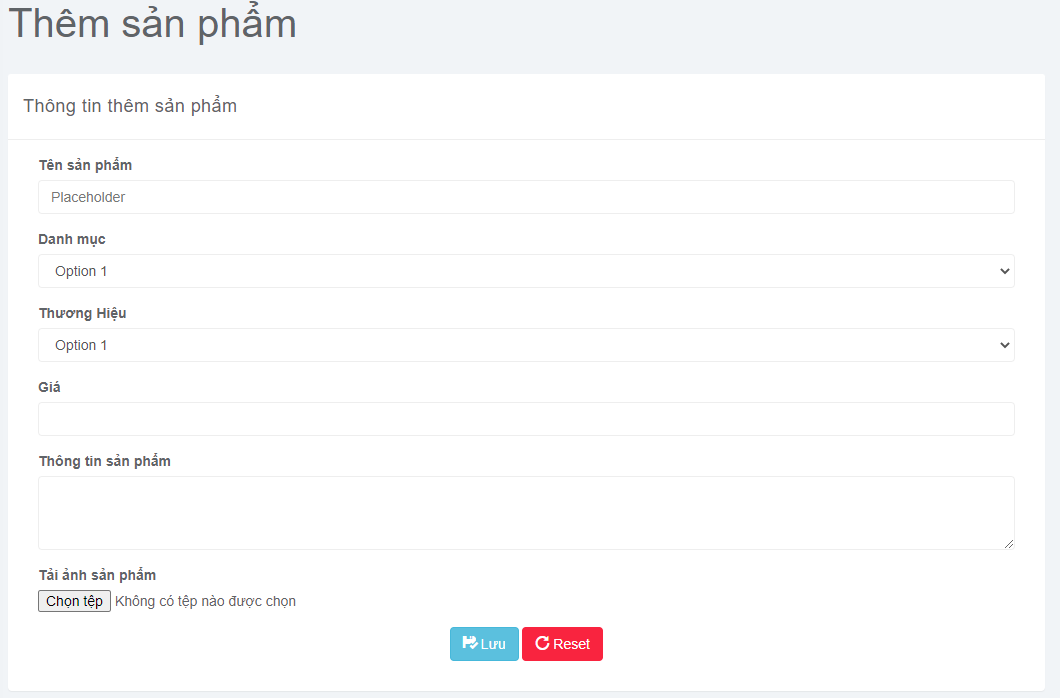 Thêm sản phẩm
Thông tin thêm sản phẩm
Tên sản phẩm
Placeholder
Danh mục
Option 1
Thương Hiệu
Option 1
Giá
Thông tin sản phẩm
Tải ảnh sản phẩm
Chọn tệp Không có tệp nào được chọn
Lưu Reset